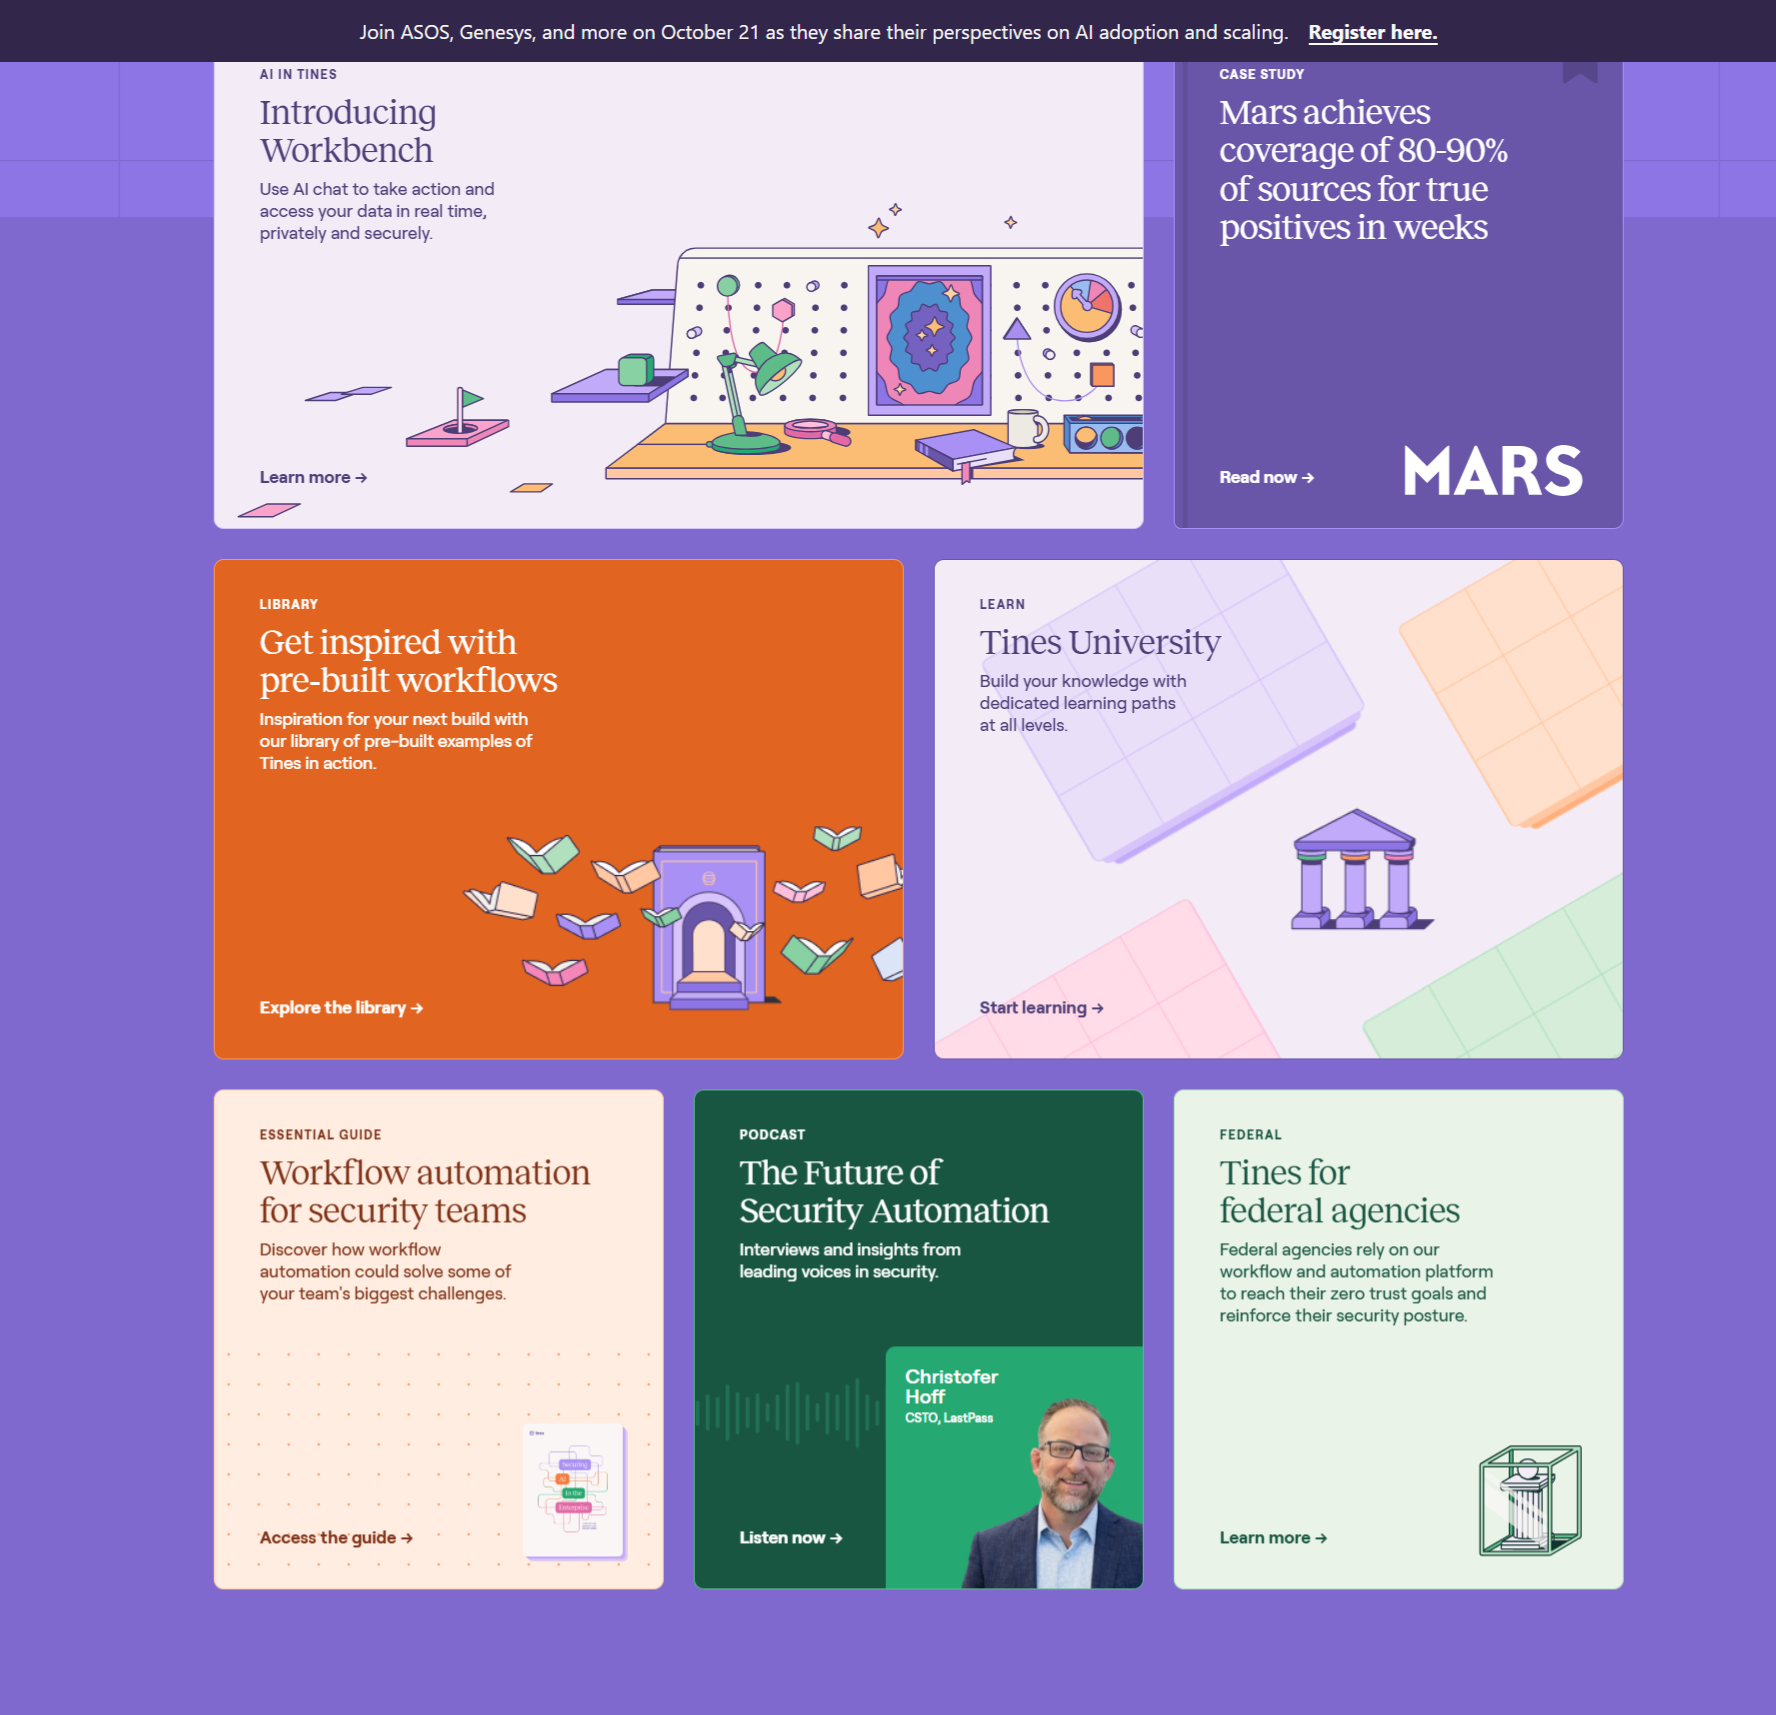 Join ASOS, Genesys, and more on October 21 as they share their perspectives on AI adoption and scaling. Register here.
AI IN TINES
Introducing
Workbench
Use AI chat to take action and
access your data in real time,
privately and securely.
Learn more →
CASE STUDY
Mars achieves
coverage of 80-90%
of sources for true
positives in weeks
Read now →
MARS
LIBRARY
Get inspired with
pre-built workflows
Inspiration for your next build with
our library of pre-built examples of
Tines in action.
Explore the library →
LEARN
Tines University
Build your knowledge with
dedicated learning paths
at all levels.
Start learning →
ESSENTIAL GUIDE
Workflow automation
for security teams
Discover how workflow
automation could solve some of
your team's biggest challenges.
Access the guide →
Securing
AI
in the
Enterprise
PODCAST
The Future of
Security Automation
Interviews and insights from
leading voices in security.
Christofer
Hoff
CSTO, LastPass
Listen now →
FEDERAL
Tines for
federal agencies
Federal agencies rely on our
workflow and automation platform
to reach their zero trust goals and
reinforce their security posture.
Learn more →